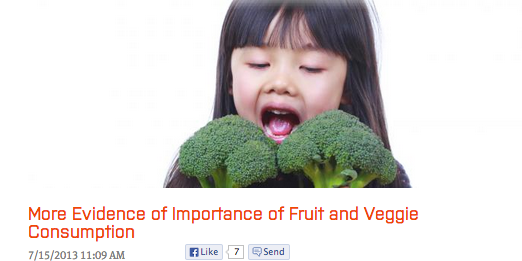 More Evidence of Importance of Fruit and Veggie
Consumption
7/15/2013 11:09 AM Like 7 Send